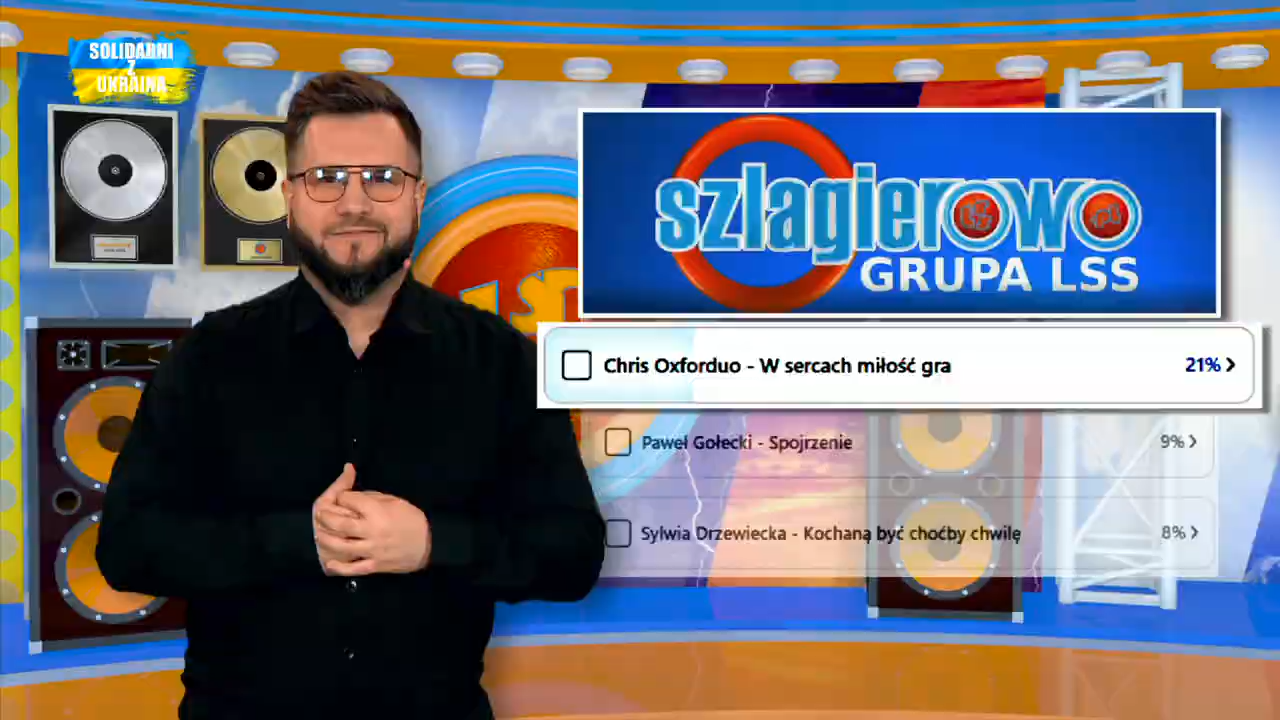 SOLIDARNI
Z
UKRAINĄ
szlagierowo
GRUPA LSS
Chris Oxforduo - W sercach miłość gra
21%
Paweł Gołecki - Spojrzenie
9%
Sylwia Drzewiecka - Kochaną być choćby chwilę
8%